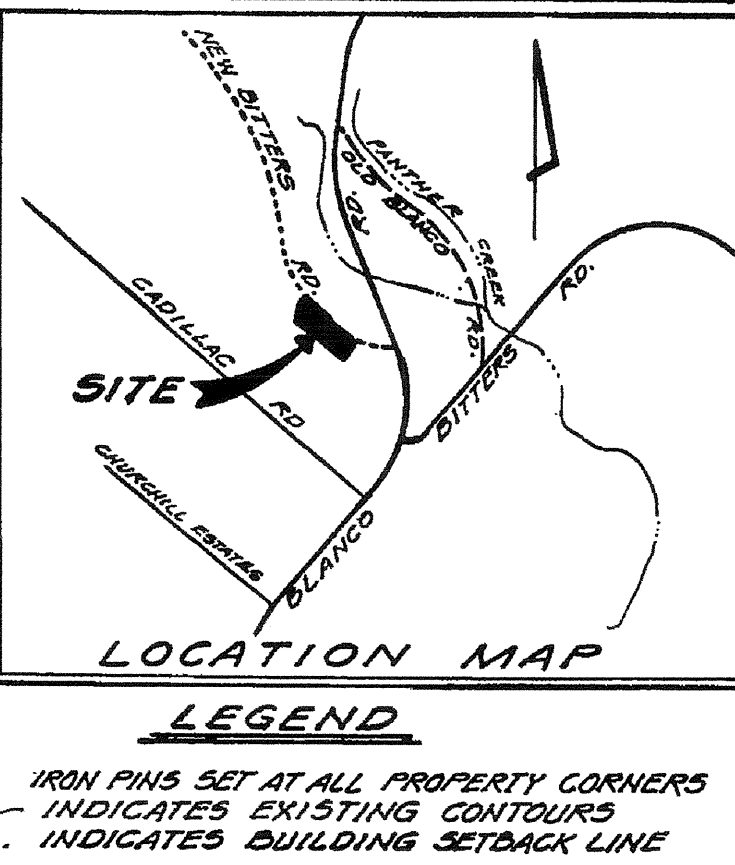 NEW BITTERS RD.
PANTHER CREEK
OLD BLANCO RD.
RD.
CADILLAC RD
SITE
BITTERS RD.
CHURCHILL ESTATES
BLANCO
LOCATION MAP
LEGEND
IRON PINS SET AT ALL PROPERTY CORNERS
INDICATES EXISTING CONTOURS
INDICATES BUILDING SETBACK LINE